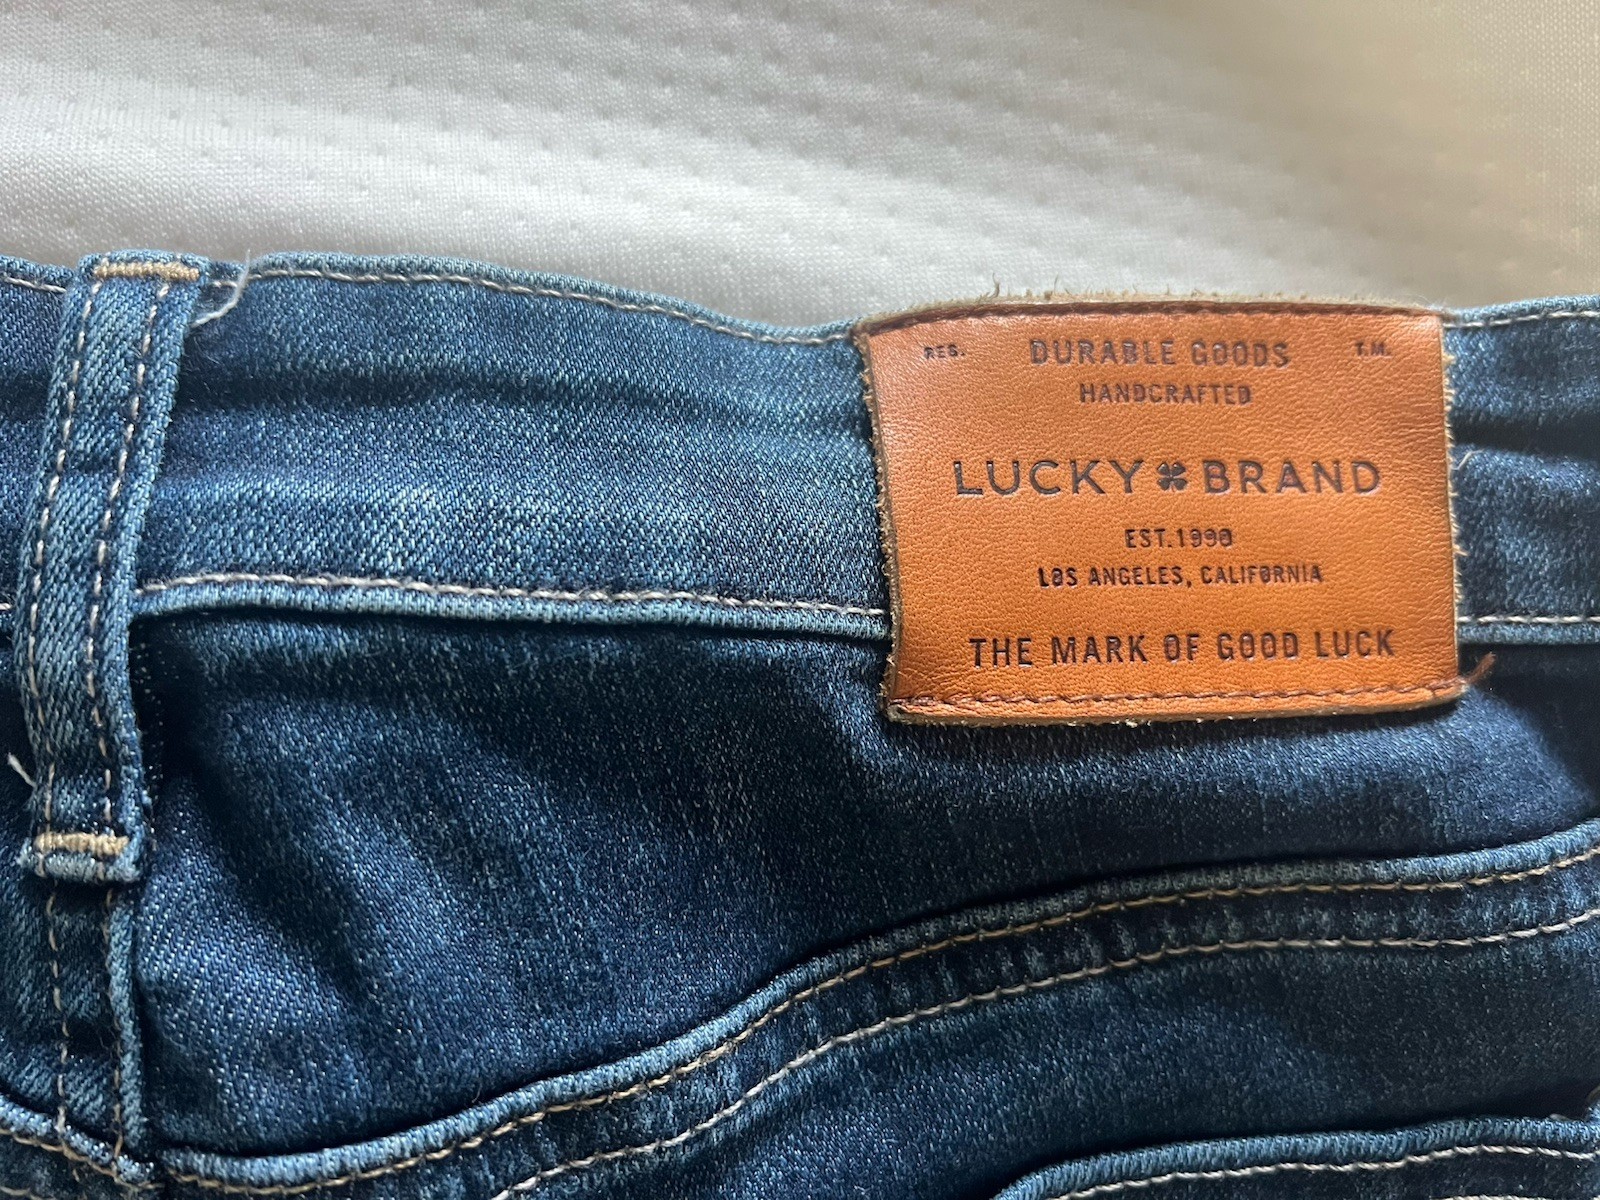 REG. DURABLE GOODS T.M.
HANDCRAFTED
LUCKY BRAND
EST.1990
LOS ANGELES, CALIFORNIA
THE MARK OF GOOD LUCK